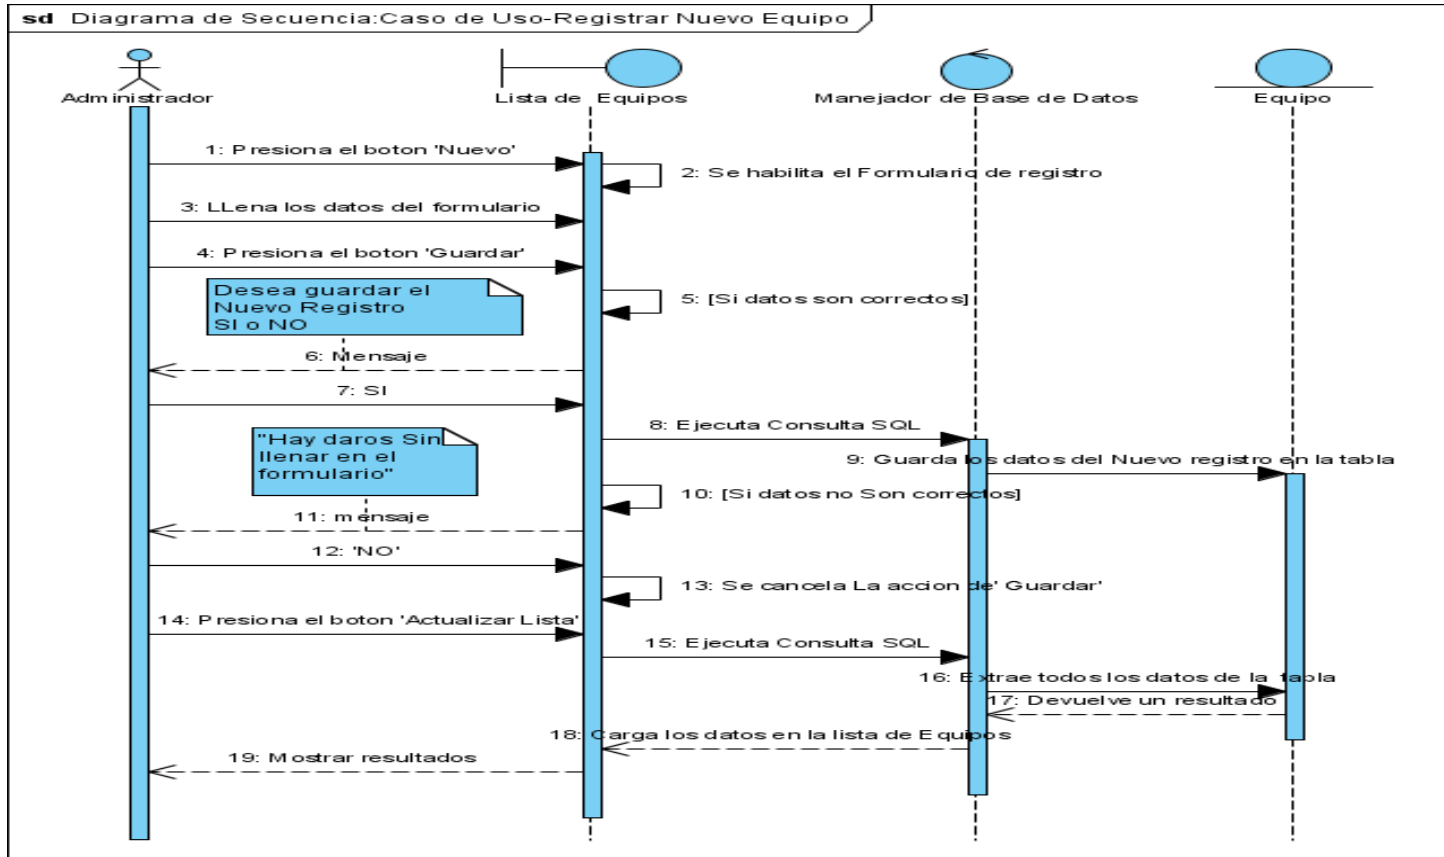 sd Diagrama de Secuencia:Caso de Uso-Registrar Nuevo Equipo
Administrador
Lista de Equipos
Manejador de Base de Datos
Equipo
1: Presiona el boton 'Nuevo'
2: Se habilita el Formulario de registro
3: LLena los datos del formulario
4: Presiona el boton 'Guardar'
Desea guardar el
Nuevo Registro
SI o NO
5: [Si datos son correctos]
6: Mensaje
7: SI
8: Ejecuta Consulta SQL
"Hay daros Sin
llenar en el
formulario"
9: Guarda los datos del Nuevo registro en la tabla
10: [Si datos no Son correctos]
11: mensaje
12: 'NO'
13: Se cancela La accion de' Guardar'
14: Presiona el boton 'Actualizar Lista'
15: Ejecuta Consulta SQL
16: Extrae todos los datos de la tabla
17: Devuelve un resultado
18: Carga los datos en la lista de Equipos
19: Mostrar resultados